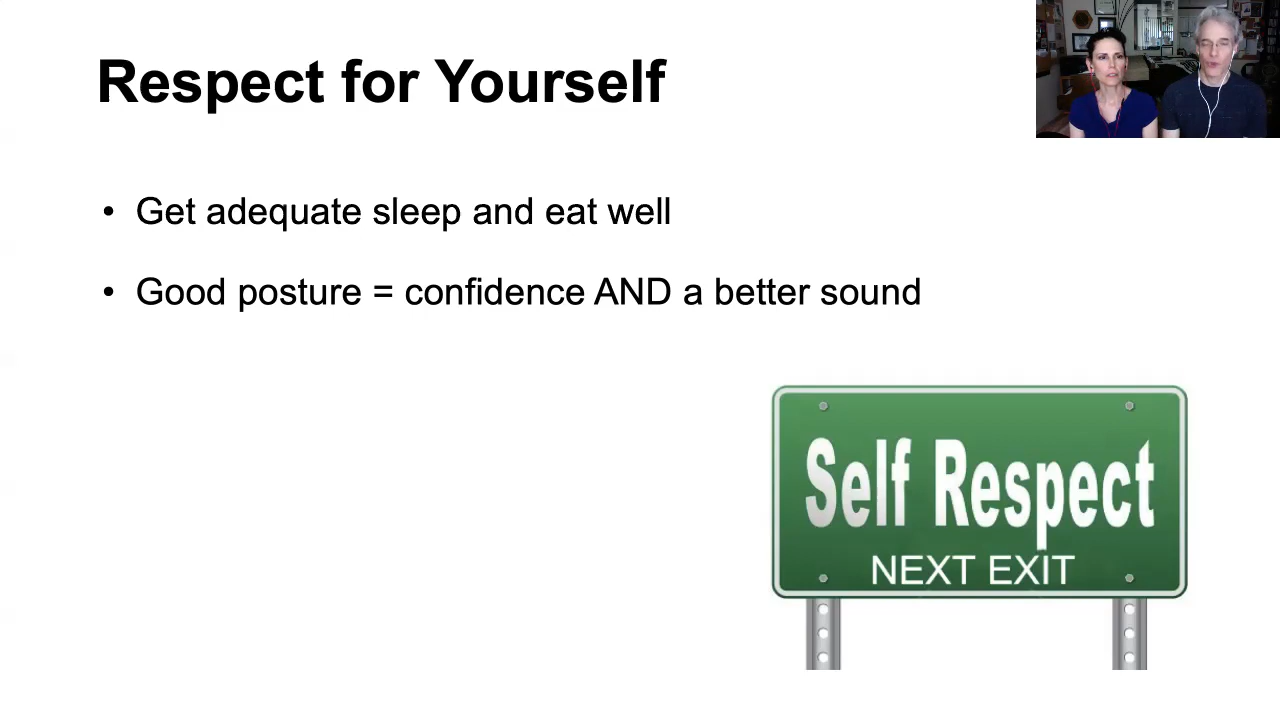 Respect for Yourself
• Get adequate sleep and eat well
• Good posture = confidence AND a better sound
Self Respect
NEXT EXIT